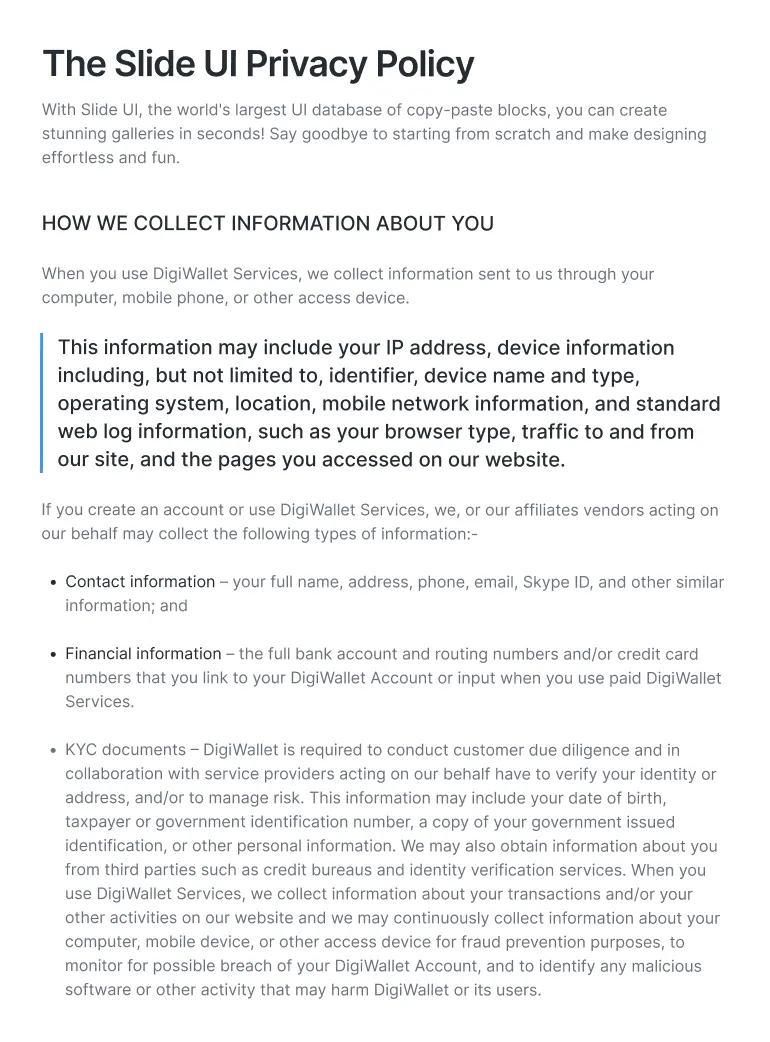 The Slide UI Privacy Policy
With Slide UI, the world's largest UI database of copy-paste blocks, you can create
stunning galleries in seconds! Say goodbye to starting from scratch and make designing
effortless and fun.
HOW WE COLLECT INFORMATION ABOUT YOU
When you use DigiWallet Services, we collect information sent to us through your
computer, mobile phone, or other access device.
This information may include your IP address, device information
including, but not limited to, identifier, device name and type,
operating system, location, mobile network information, and standard
web log information, such as your browser type, traffic to and from
our site, and the pages you accessed on our website.
If you create an account or use DigiWallet Services, we, or our affiliates vendors acting on
our behalf may collect the following types of information:-
• Contact information – your full name, address, phone, email, Skype ID, and other similar
information; and
• Financial information – the full bank account and routing numbers and/or credit card
numbers that you link to your DigiWallet Account or input when you use paid DigiWallet
Services.
• KYC documents – DigiWallet is required to conduct customer due diligence and in
collaboration with service providers acting on our behalf have to verify your identity or
address, and/or to manage risk. This information may include your date of birth,
taxpayer or government identification number, a copy of your government issued
identification, or other personal information. We may also obtain information about you
from third parties such as credit bureaus and identity verification services. When you
use DigiWallet Services, we collect information about your transactions and/or your
other activities on our website and we may continuously collect information about your
computer, mobile device, or other access device for fraud prevention purposes, to
monitor for possible breach of your DigiWallet Account, and to identify any malicious
software or other activity that may harm DigiWallet or its users.